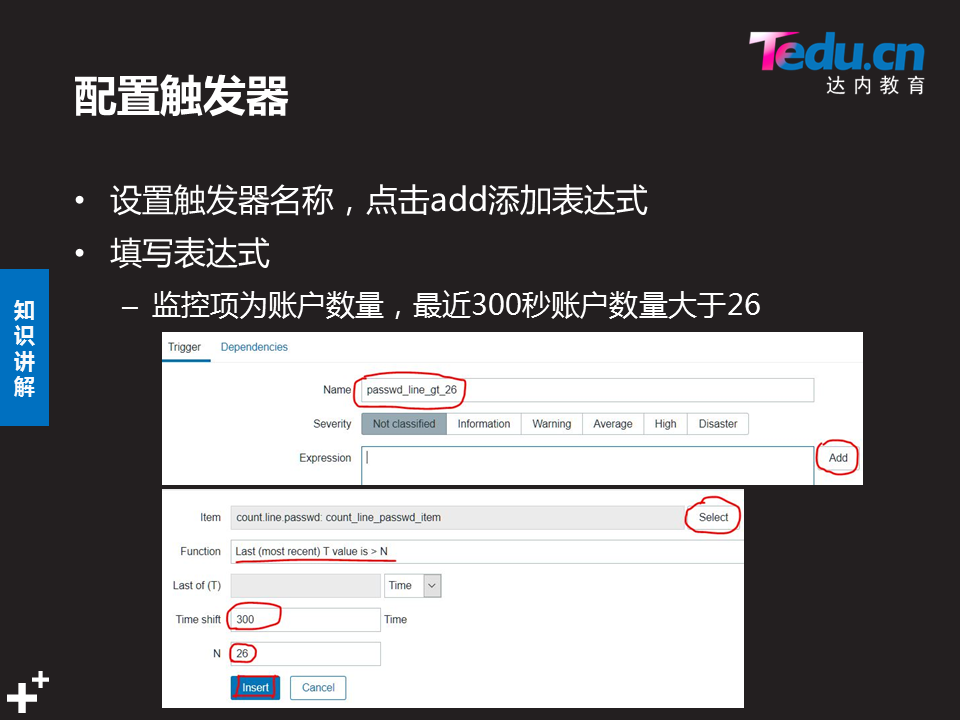 Tedu.cn
达内教育
配置触发器
• 设置触发器名称，点击add添加表达式
• 填写表达式
– 监控项为账户数量，最近300秒账户数量大于26
知识讲解
Trigger Dependencies
Name passwd_line_gt_26
Severity Not classified Information Warning Average High Disaster
Expression Add
Item count.line.passwd: count_line_passwd_item Select
Function Last (most recent) T value is > N
Last of (T) Time
Time shift 300 Time
N 26
Insert Cancel